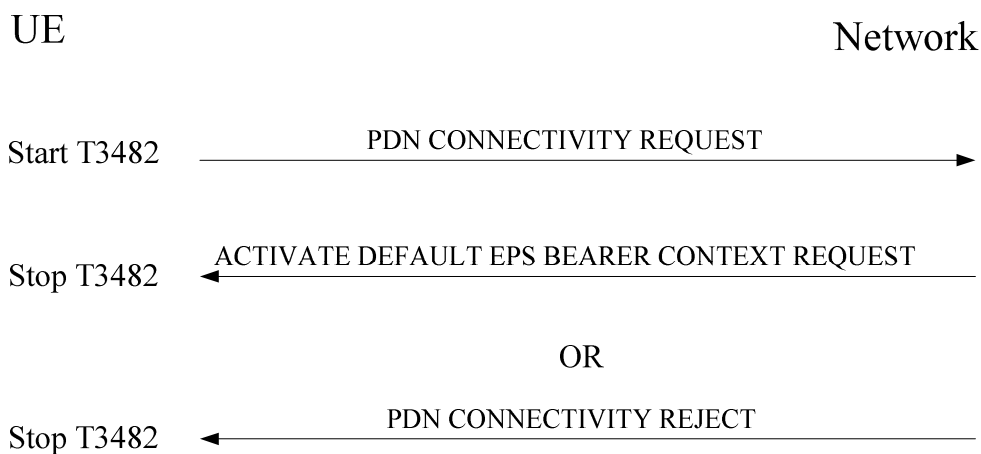 UE
Network
Start T3482
PDN CONNECTIVITY REQUEST
ACTIVATE DEFAULT EPS BEARER CONTEXT REQUEST
Stop T3482
OR
PDN CONNECTIVITY REJECT
Stop T3482